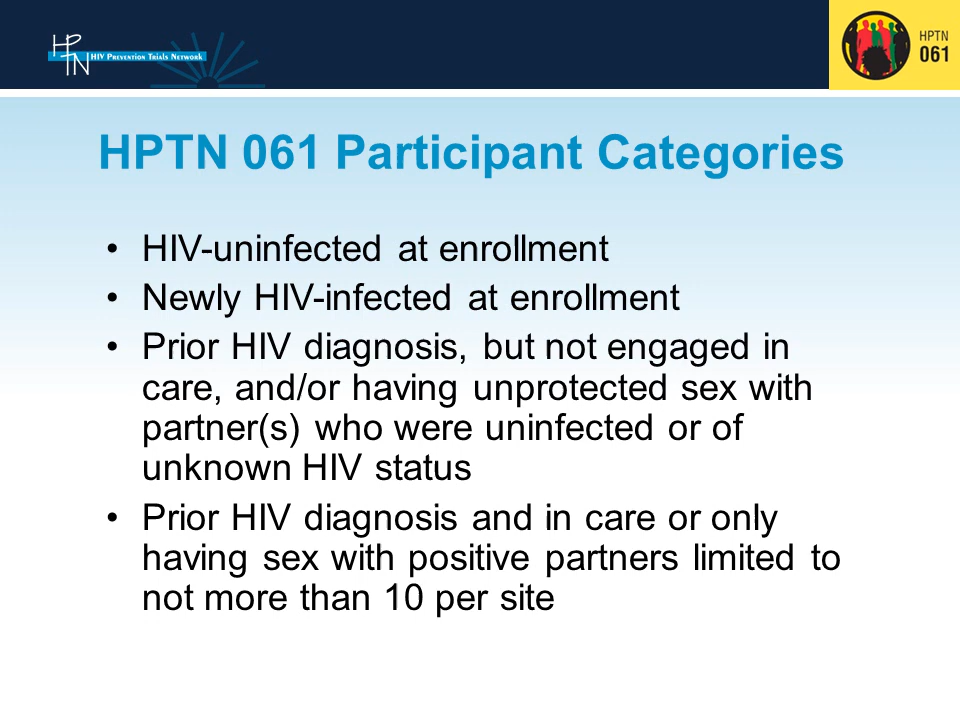 HPTN
HIV PREVENTION TRIALS NETWORK
HPTN
061
HPTN 061 Participant Categories
• HIV-uninfected at enrollment
• Newly HIV-infected at enrollment
• Prior HIV diagnosis, but not engaged in
care, and/or having unprotected sex with
partner(s) who were uninfected or of
unknown HIV status
• Prior HIV diagnosis and in care or only
having sex with positive partners limited to
not more than 10 per site